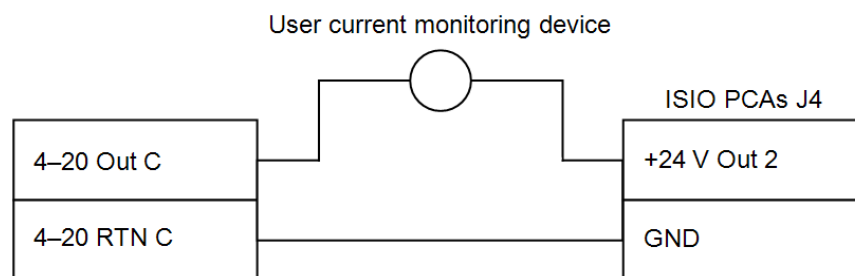 User current monitoring device
ISIO PCAs J4
4–20 Out C
+24 V Out 2
4–20 RTN C
GND